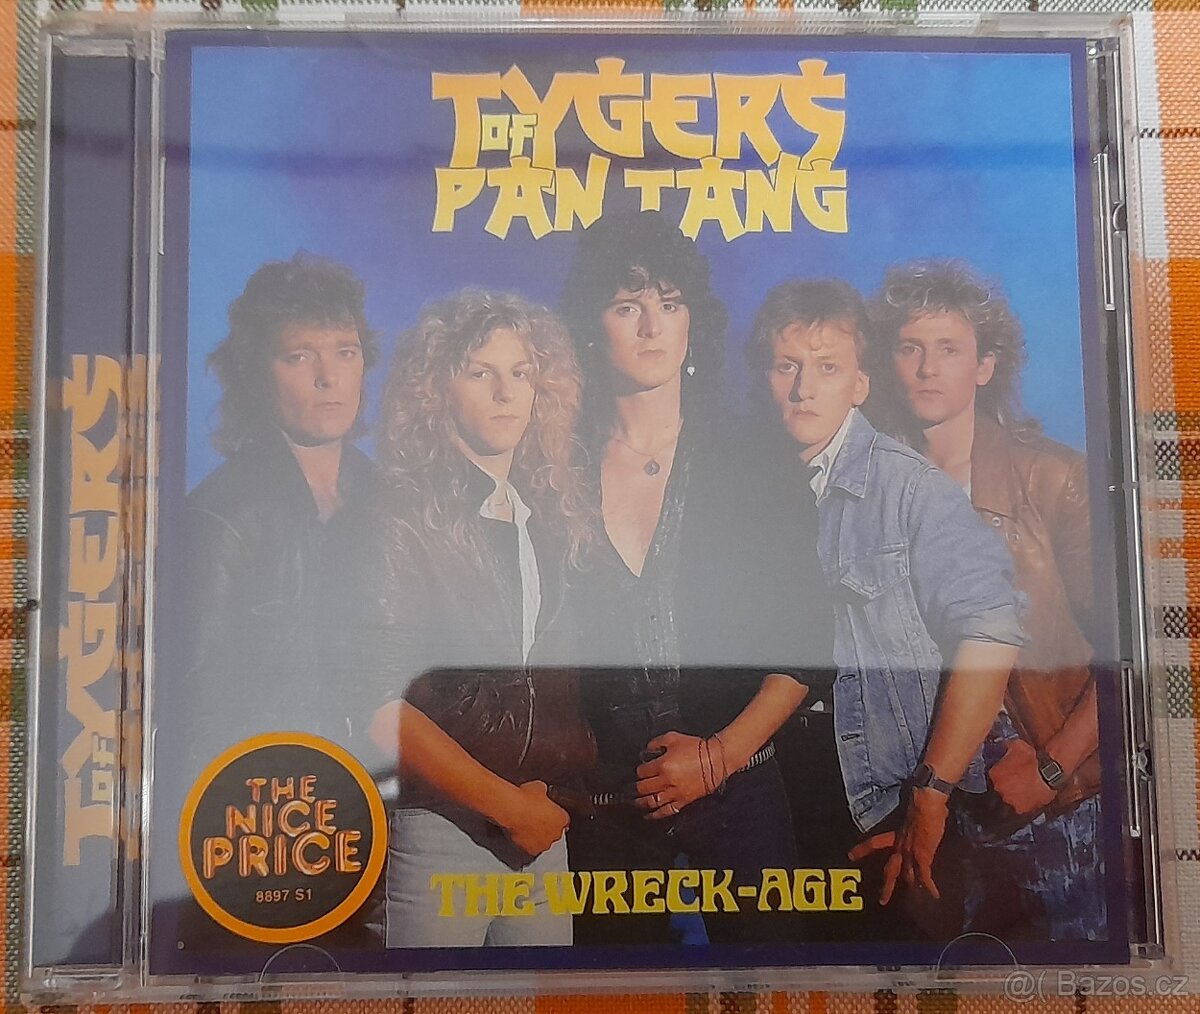 TYGERS
OF
PAN TANG
TYGERS
OF
THE
NICE
PRICE
8897 S1
THE WRECK-AGE
@( Bazos.cz